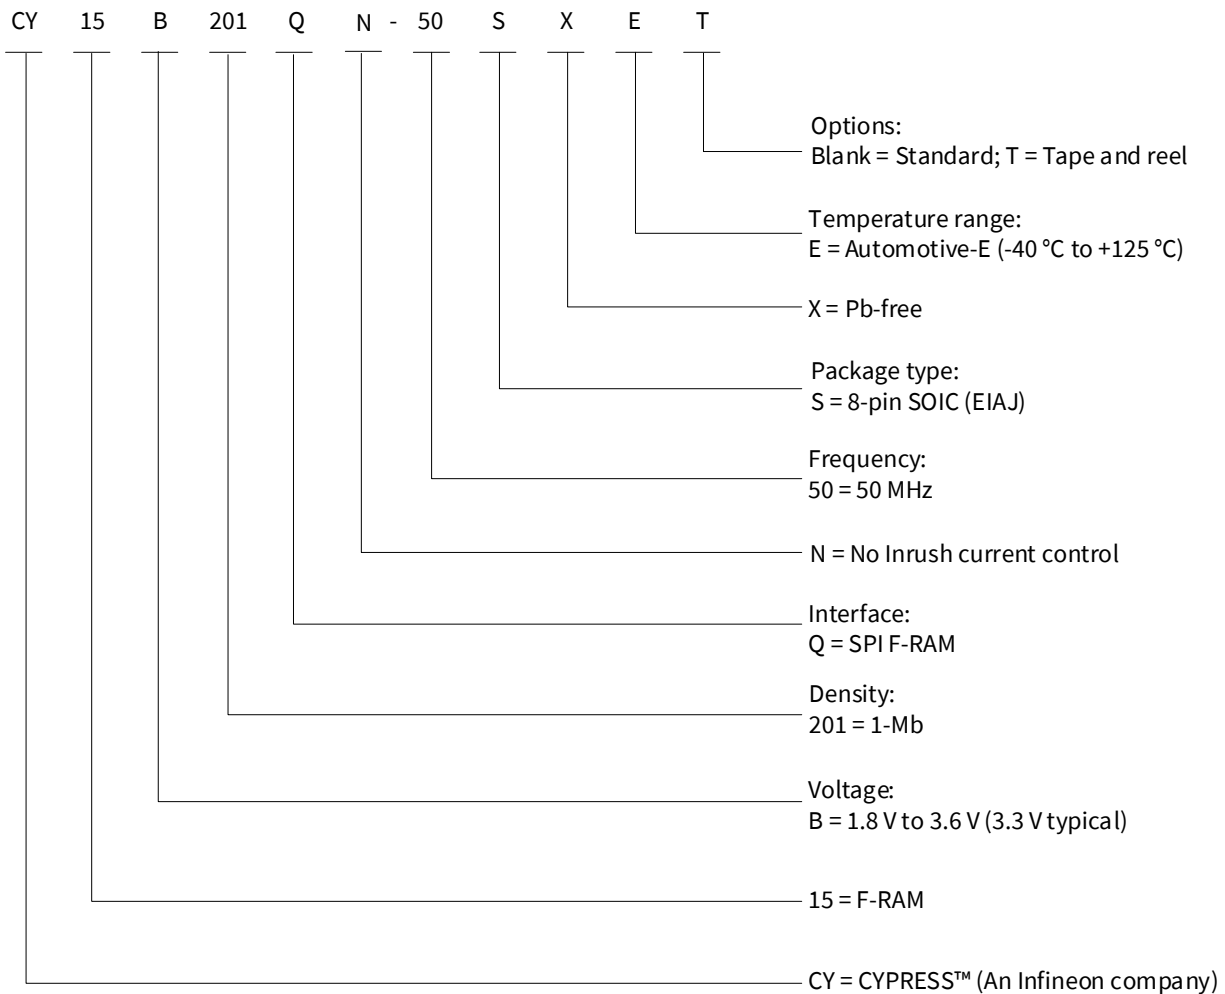 CY 15 B 201 Q N - 50 S X E T
Options:
Blank = Standard; T = Tape and reel
Temperature range:
E = Automotive-E (-40 °C to +125 °C)
X = Pb-free
Package type:
S = 8-pin SOIC (EIAJ)
Frequency:
50 = 50 MHz
N = No Inrush current control
Interface:
Q = SPI F-RAM
Density:
201 = 1-Mb
Voltage:
B = 1.8 V to 3.6 V (3.3 V typical)
15 = F-RAM
CY = CYPRESS™ (An Infineon company)